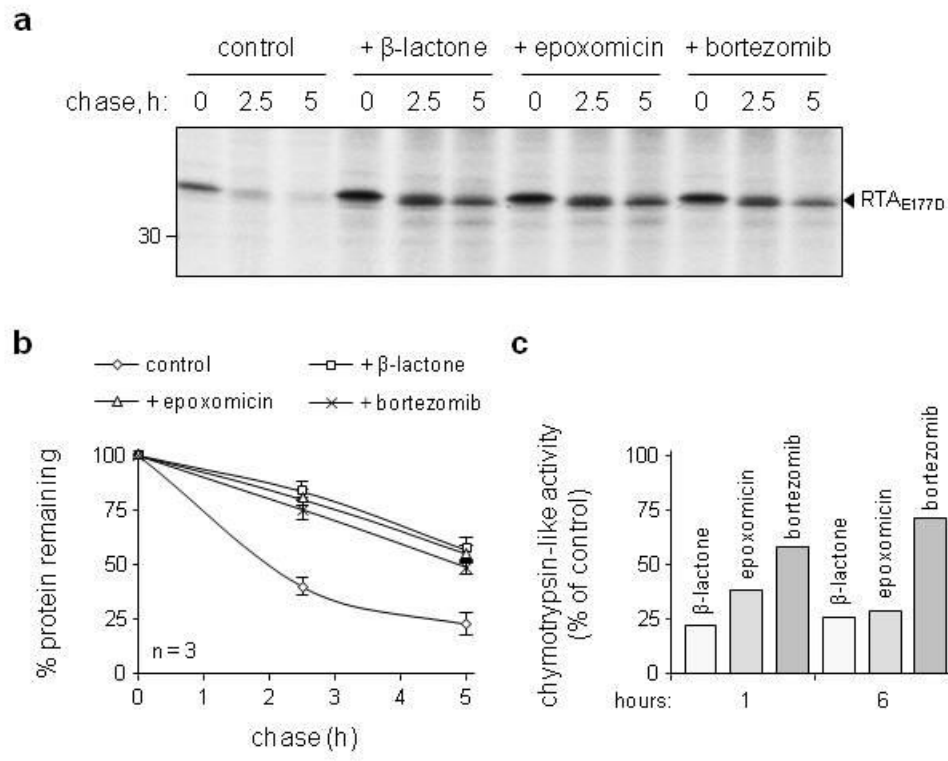 a
control + β-lactone + epoxomicin + bortezomib
chase, h: 0 2.5 5 0 2.5 5 0 2.5 5 0 2.5 5
RTAE177D
30
b
control + β-lactone
+ epoxomicin + bortezomib
% protein remaining
100
75
50
25
0
n = 3
0 1 2 3 4 5
chase (h)
c
chymotrypsin-like activity
(% of control)
100
75
50
25
0
β-lactone
epoxomicin
bortezomib
β-lactone
epoxomicin
bortezomib
hours: 1 6